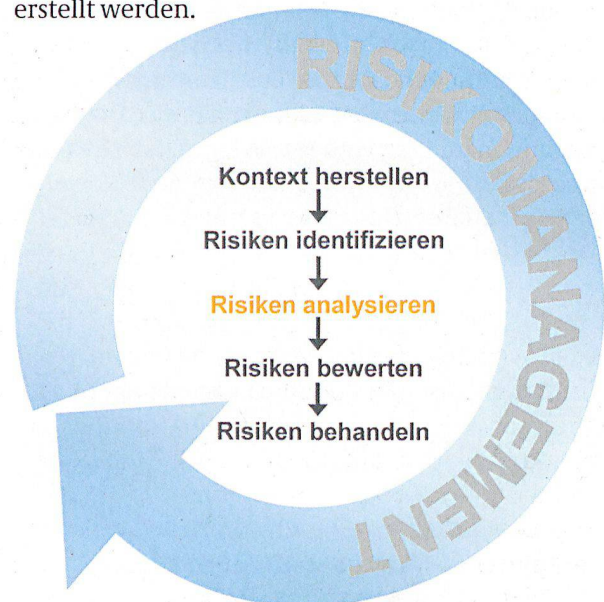 erstellt werden.
RISIKOMANAGEMENT
Kontext herstellen
Risiken identifizieren
Risiken analysieren
Risiken bewerten
Risiken behandeln